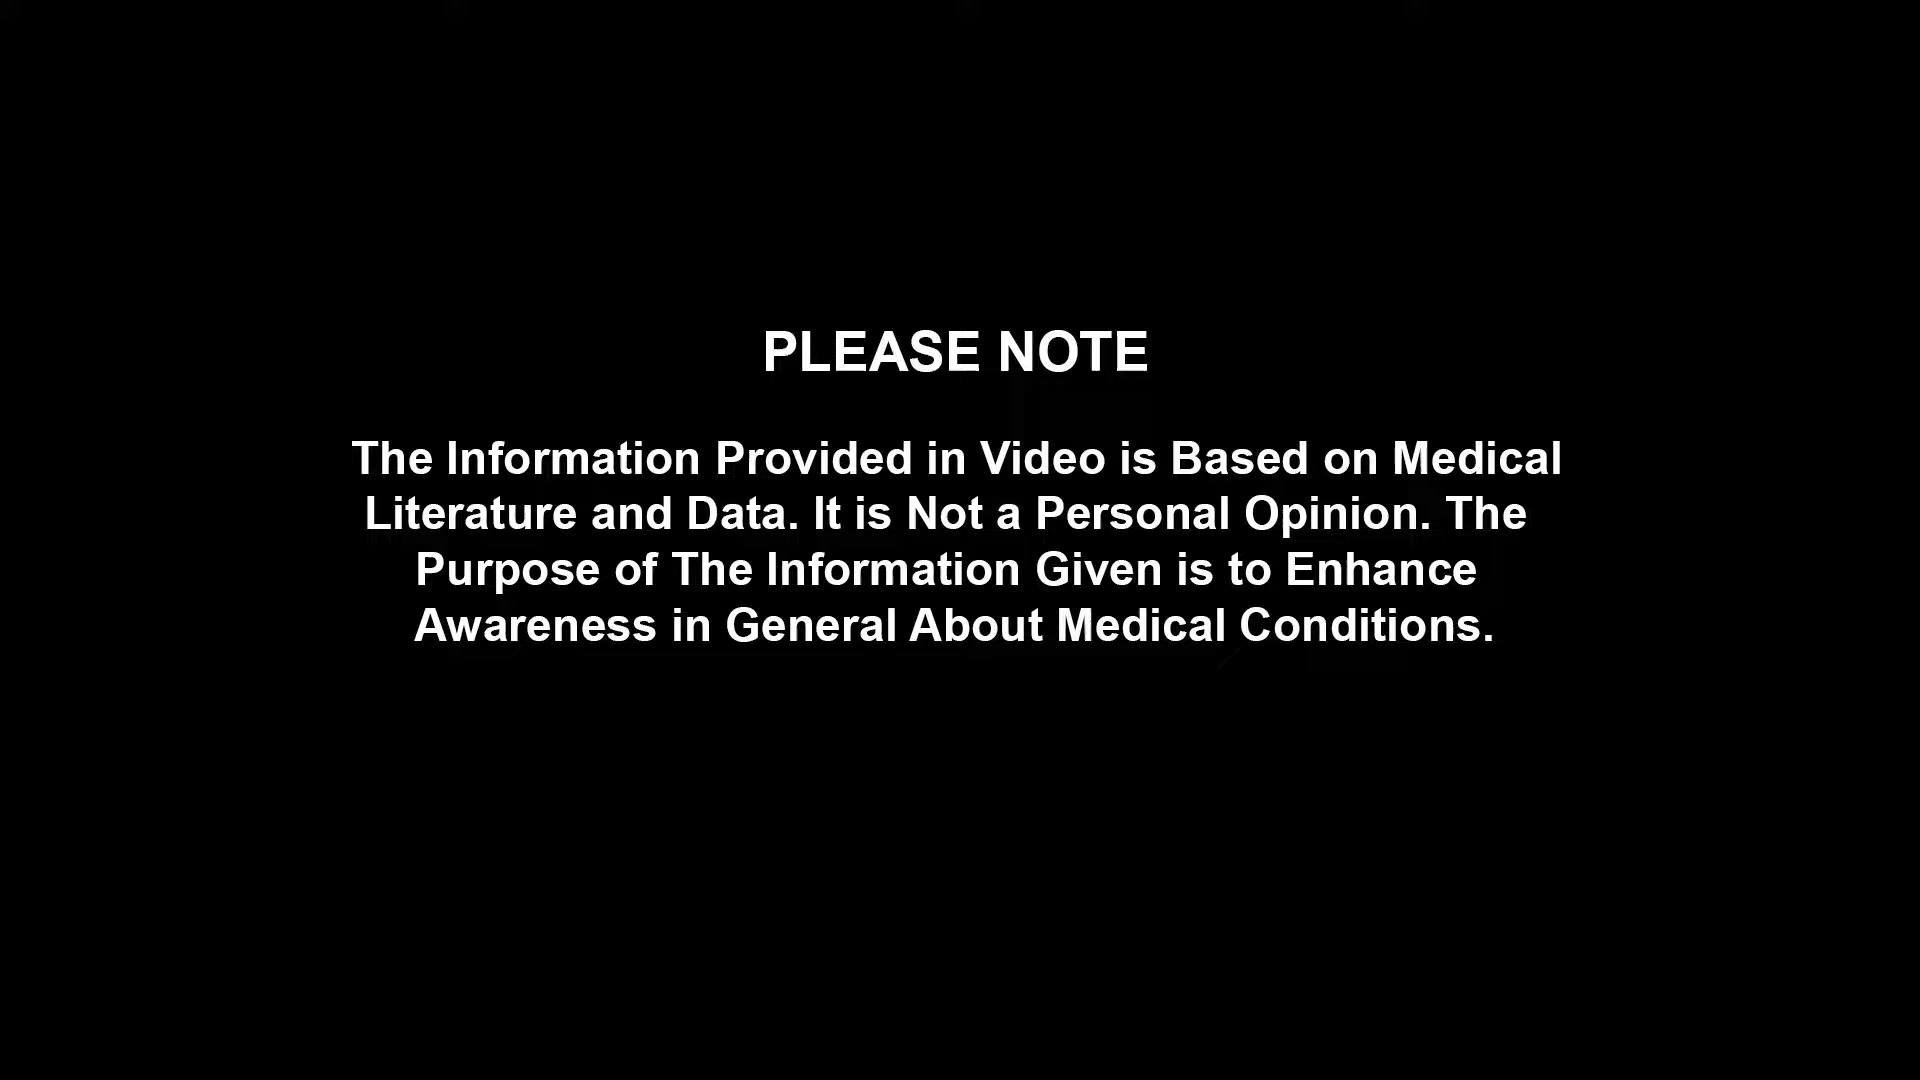 PLEASE NOTE
The Information Provided in Video is Based on Medical
Literature and Data. It is Not a Personal Opinion. The
Purpose of The Information Given is to Enhance
Awareness in General About Medical Conditions.